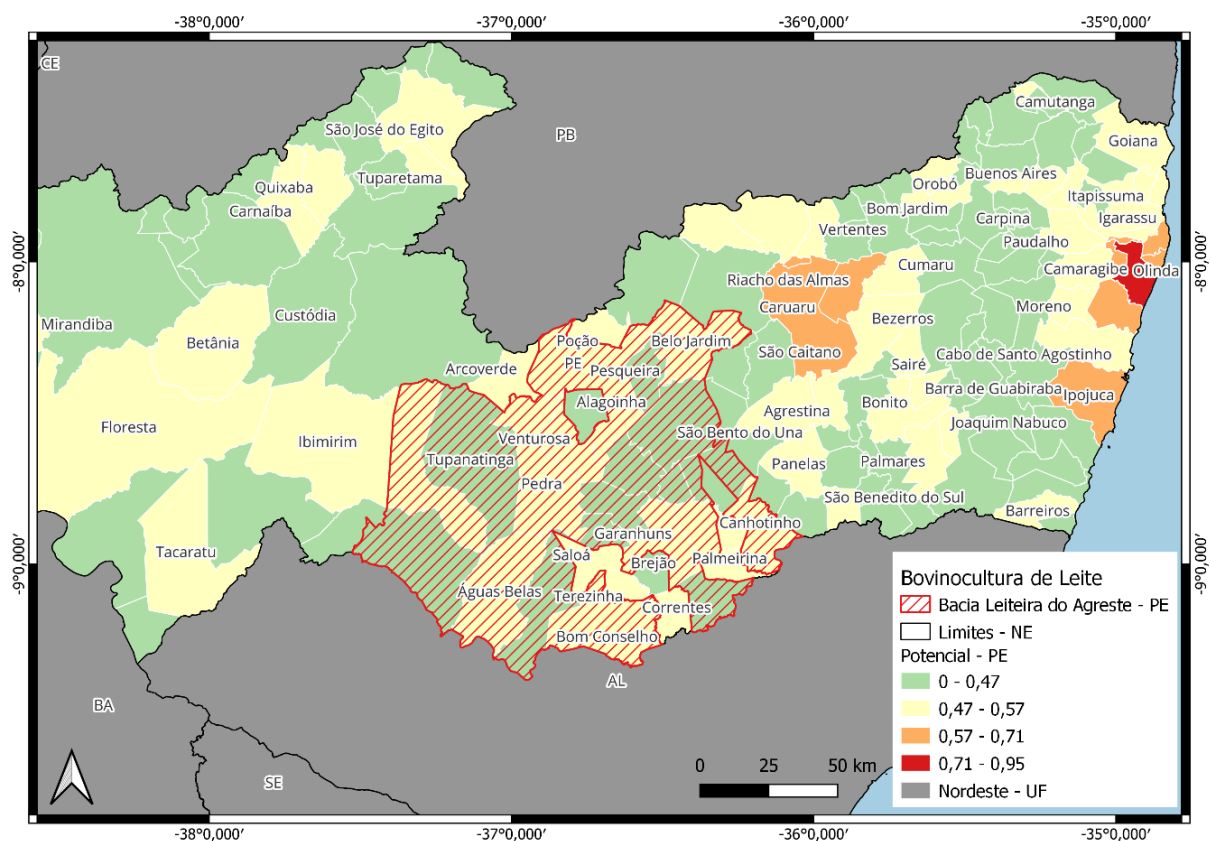 -38°0,000′ -37°0,000′ -36°0,000′ -35°0,000′
CE
Camutanga
São José do Egito
PB
Goiana
Tuparetama
Buenos Aires
Quixaba
Orobó
Itapissuma
Carnaíba
Bom Jardim
Carpina
Igarassu
Vertentes
Paudalho
-8°0,000′
-8°0,000′
Cumaru
Camaragibe
Olinda
Riacho das Almas
Caruaru
Moreno
Custódia
Mirandiba
Bezerros
Betânia
Poção
Belo Jardim
São Caitano
Cabo de Santo Agostinho
PE
Arcoverde
Pesqueira
Sairé
Barra de Guabiraba
Ipojuca
Alagoinha
Bonito
Agrestina
Joaquim Nabuco
Floresta
Ibimirim
Venturosa
São Bento do Una
Tupanatinga
Panelas
Palmares
Pedra
São Benedito do Sul
Barreiros
Canhotinho
Garanhuns
Tacaratu
Saloá
Brejão
Palmeirina
-9°0,000′
-9°0,000′
Águas Belas
Terezinha
Correntes
Bom Conselho
AL
BA
SE
Bovinocultura de Leite
Bacia Leiteira do Agreste - PE
Limites - NE
Potencial - PE
0 - 0,47
0,47 - 0,57
0,57 - 0,71
0,71 - 0,95
Nordeste - UF
0 25 50 km
-38°0,000′ -37°0,000′ -36°0,000′ -35°0,000′